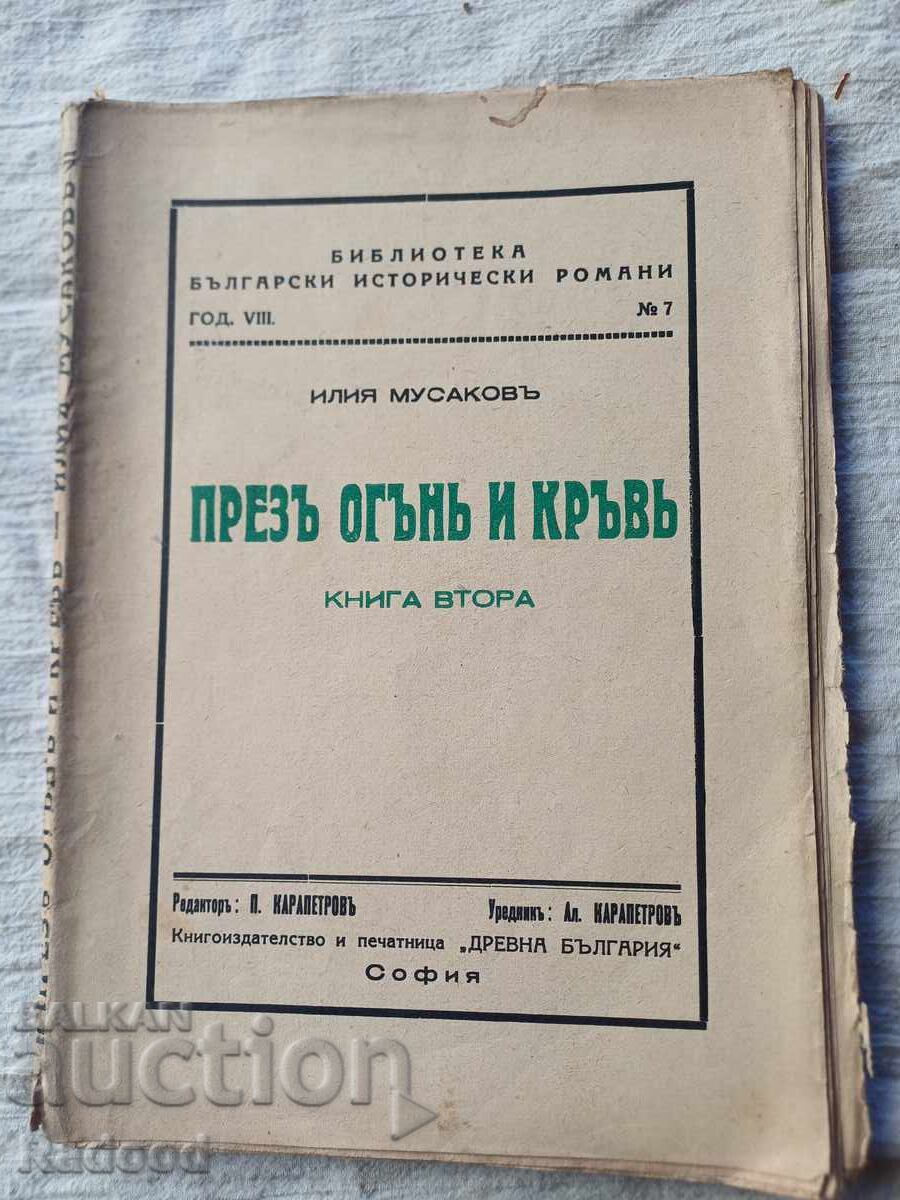 БИБЛИОТЕКА
БЪЛГАРСКИ ИСТОРИЧЕСКИ РОМАНИ
ГОД. VIII. № 7
ИЛИЯ МУСАКОВЪ
ПРЕЗЪ ОГЪНЬ И КРЪВЬ
КНИГА ВТОРА
Редакторъ: П. КАРАПЕТРОВЪ Уредникъ: Ал. КАРАПЕТРОВЪ
Книгоиздателство и печатница „ДРЕВНА БЪЛГАРИЯ“
София
BALKAN
auction
Radood